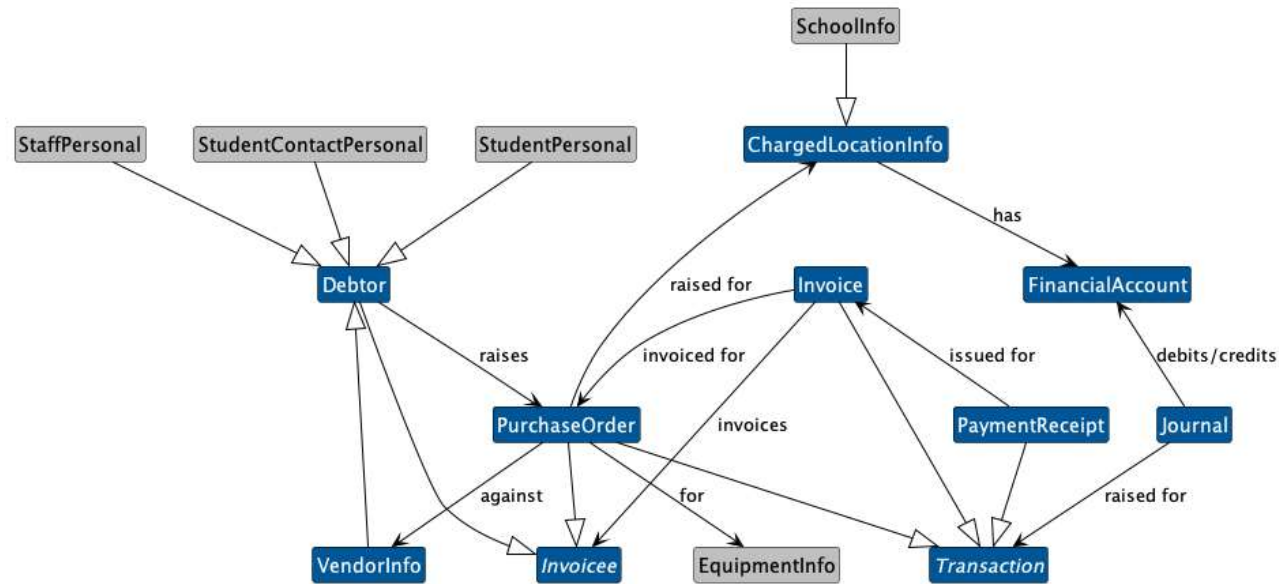 SchoolInfo
StaffPersonal
StudentContactPersonal
StudentPersonal
ChargedLocationInfo
has
Debtor
raised for
Invoice
FinancialAccount
raises
invoiced for
issued for
debits/credits
PurchaseOrder
invoices
PaymentReceipt
Journal
against
for
raised for
VendorInfo
Invoicee
EquipmentInfo
Transaction